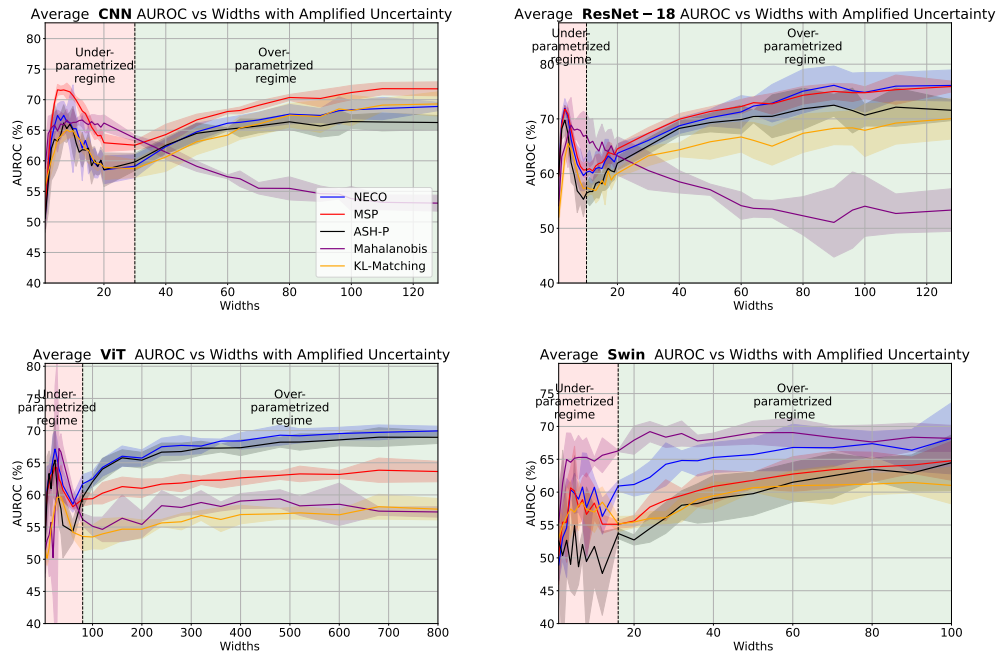 Average CNN AUROC vs Widths with Amplified Uncertainty
80
75
70
65
60
55
50
45
40
AUROC (%)
Under-
parametrized
regime
Over-
parametrized
regime
NECO
MSP
ASH-P
Mahalanobis
KL-Matching
20 40 60 80 100 120
Widths
Average ResNet − 18 AUROC vs Widths with Amplified Uncertainty
80
70
60
50
40
AUROC (%)
Under-
parametrized
regime
Over-
parametrized
regime
20 40 60 80 100 120
Widths
Average ViT AUROC vs Widths with Amplified Uncertainty
80
75
70
65
60
55
50
45
40
AUROC (%)
Under-
parametrized
regime
Over-
parametrized
regime
100 200 300 400 500 600 700 800
Widths
Average Swin AUROC vs Widths with Amplified Uncertainty
75
70
65
60
55
50
45
40
AUROC (%)
Under-
parametrized
regime
Over-
parametrized
regime
20 40 60 80 100
Widths